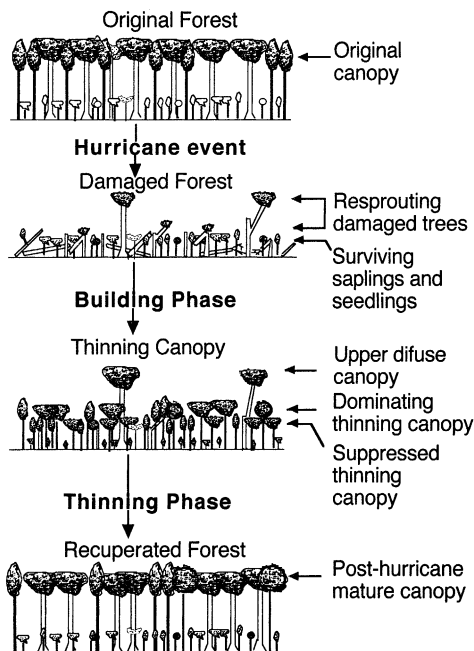 Original Forest
Original
canopy
Hurricane event
Damaged Forest
Resprouting
damaged trees
Surviving
saplings and
seedlings
Building Phase
Thinning Canopy
Upper difuse
canopy
Dominating
thinning canopy
Suppressed
thinning
canopy
Thinning Phase
Recuperated Forest
Post-hurricane
mature canopy